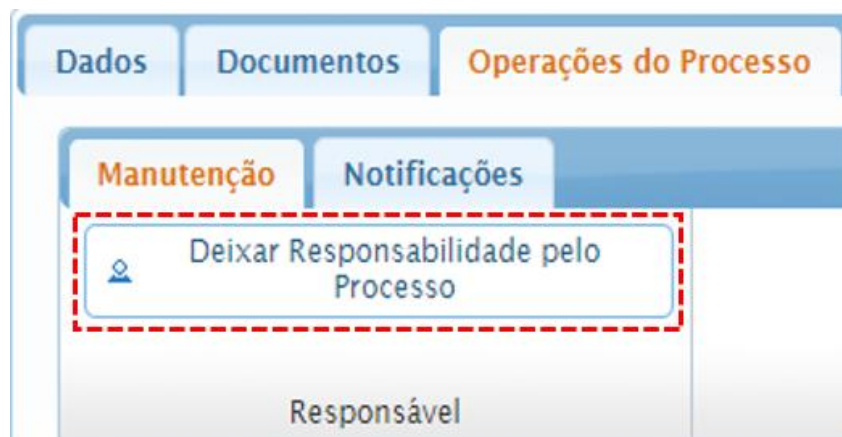 Dados Documentos Operações do Processo
Manutenção Notificações
Deixar Responsabilidade pelo
Processo
Responsável